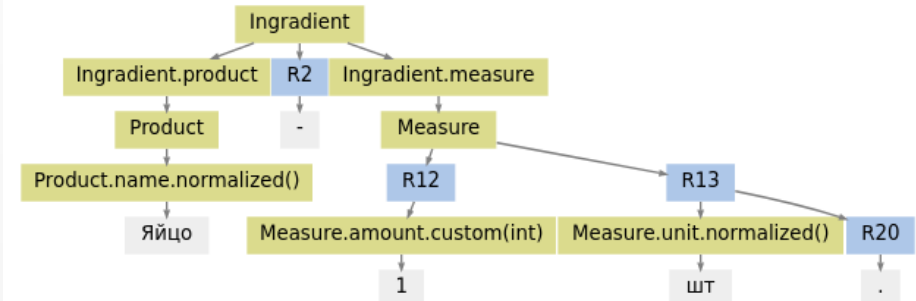 Ingradient
Ingradient.product R2 Ingradient.measure
Product - Measure
Product.name.normalized() R12 R13
Яйцо Measure.amount.custom(int) Measure.unit.normalized() R20
1 шт .